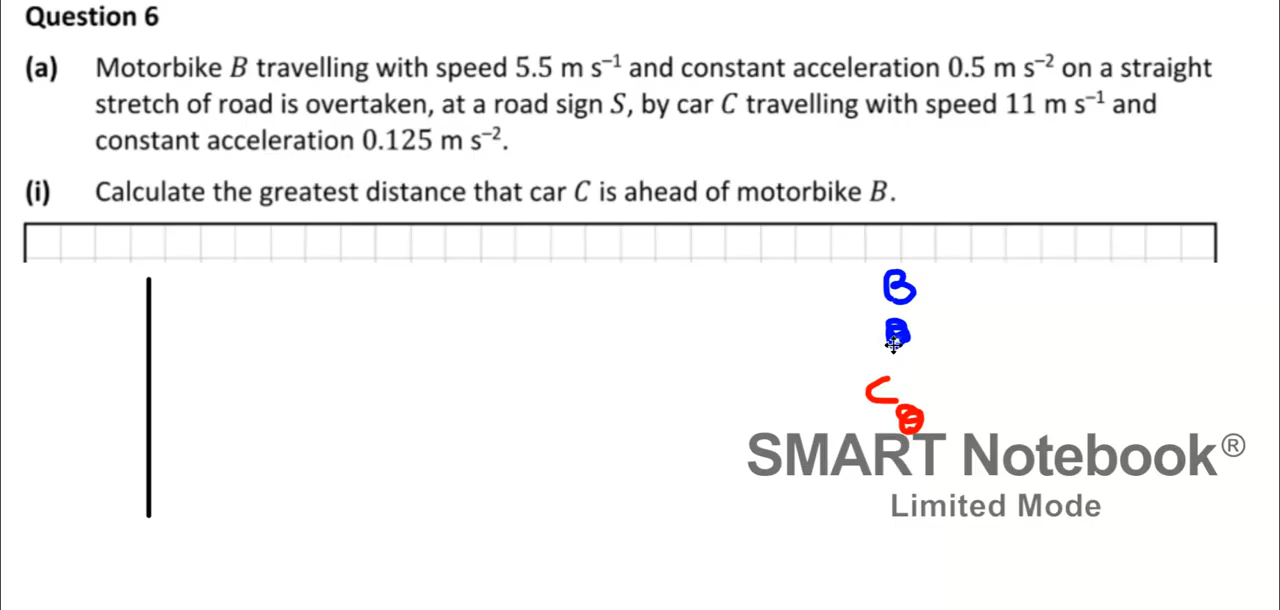 Question 6
(a) Motorbike B travelling with speed 5.5 m s⁻¹ and constant acceleration 0.5 m s⁻² on a straight
stretch of road is overtaken, at a road sign S, by car C travelling with speed 11 m s⁻¹ and
constant acceleration 0.125 m s⁻².
(i) Calculate the greatest distance that car C is ahead of motorbike B.
B
C
SMART Notebook®
Limited Mode